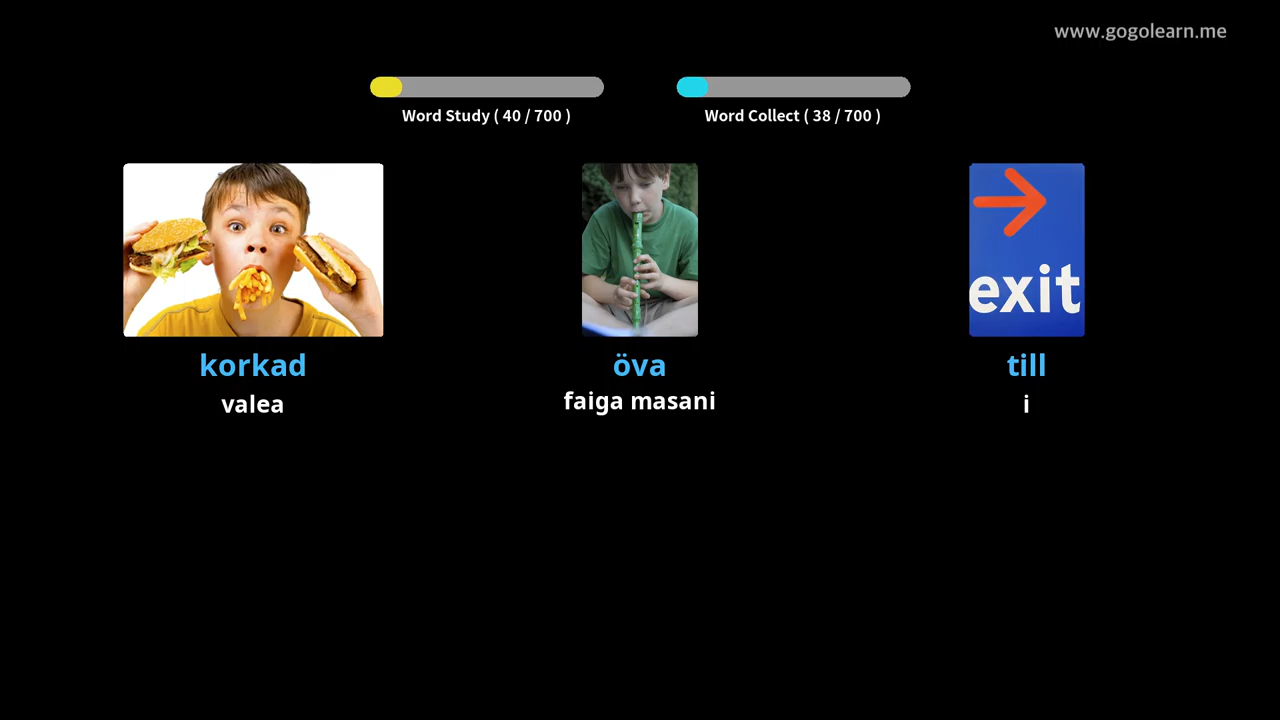 www.gogolearn.me
Word Study ( 40 / 700 )
Word Collect ( 38 / 700 )
exit
korkad
öva
till
valea
faiga masani
i